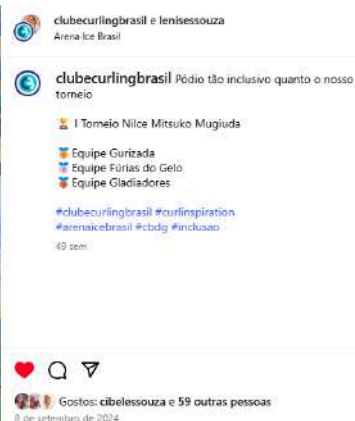 clubecurlingbrasil e lenisessouza
Arena Ice Brasil
clubecurlingbrasil Pódio tão inclusivo quanto o nosso
torneio
🏆 I Torneio Nilce Mitsuko Mugiuda
🥇 Equipe Gurizada
🥈 Equipe Fúrias do Gelo
🥉 Equipe Gladiadores
#clubecurlingbrasil #curlinspiration
#arenaicebrasil #cbdg #inclusao
49 sem
Gostos: cibelessouza e 59 outras pessoas
8 de setembro de 2024